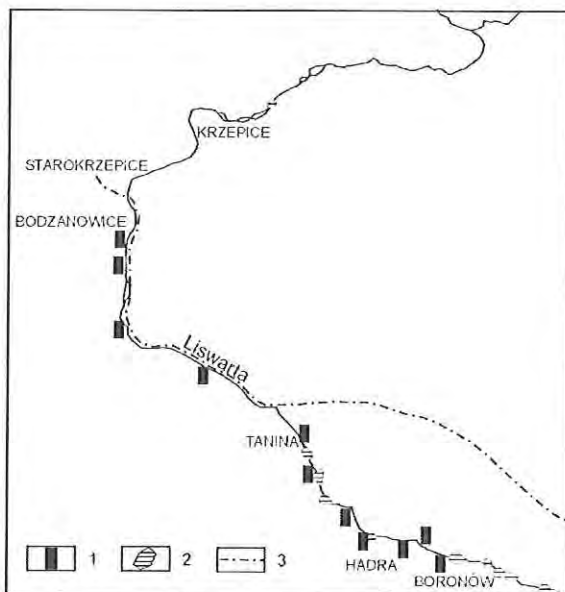 KRZEPICE
STAROKRZEPICE
BODZANOWICE
Liswarta
TANINA
HADRA
BORONÓW
1
2
3